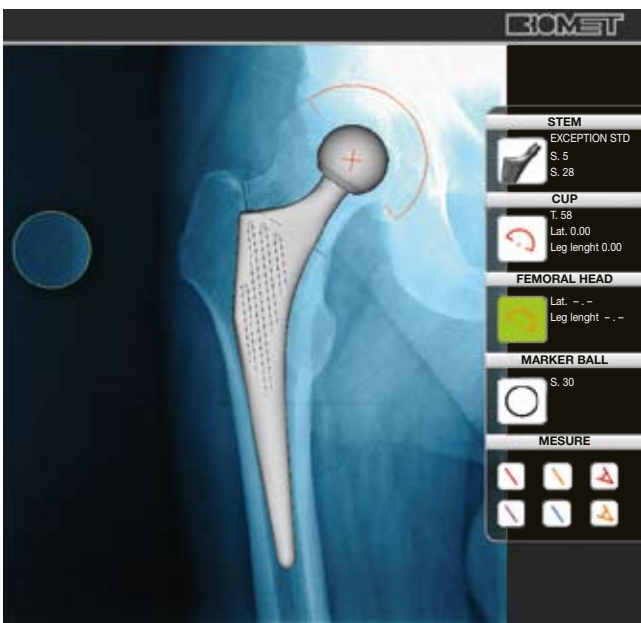 BIOMET
STEM
EXCEPTION STD
S. 5
S. 28
CUP
T. 58
Lat. 0.00
Leg lenght 0.00
FEMORAL HEAD
Lat. – . –
Leg lenght – . –
MARKER BALL
S. 30
MESURE